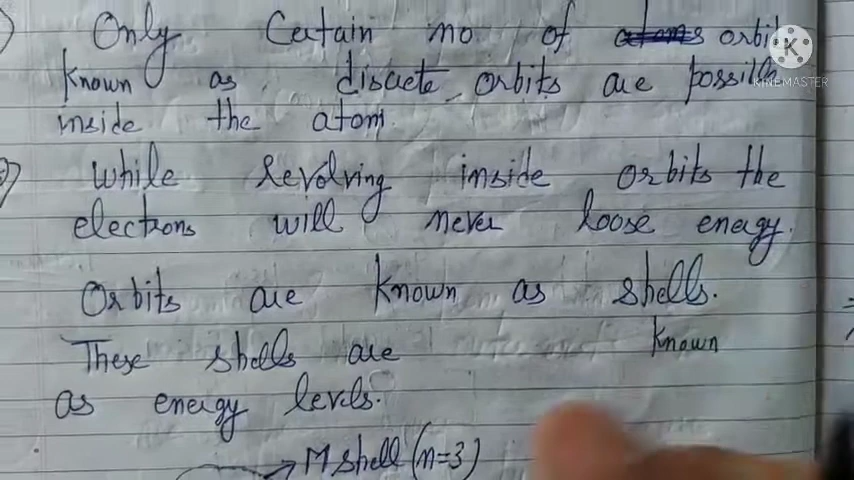 Only Certain no of atoms orbit
known as discrete orbits are possible
inside the atom.
While revolving inside orbits the
electrons will never loose energy.
Orbits are known as shells.
These shells are known
as energy levels.
M shell (n=3)
K
KINEMASTER